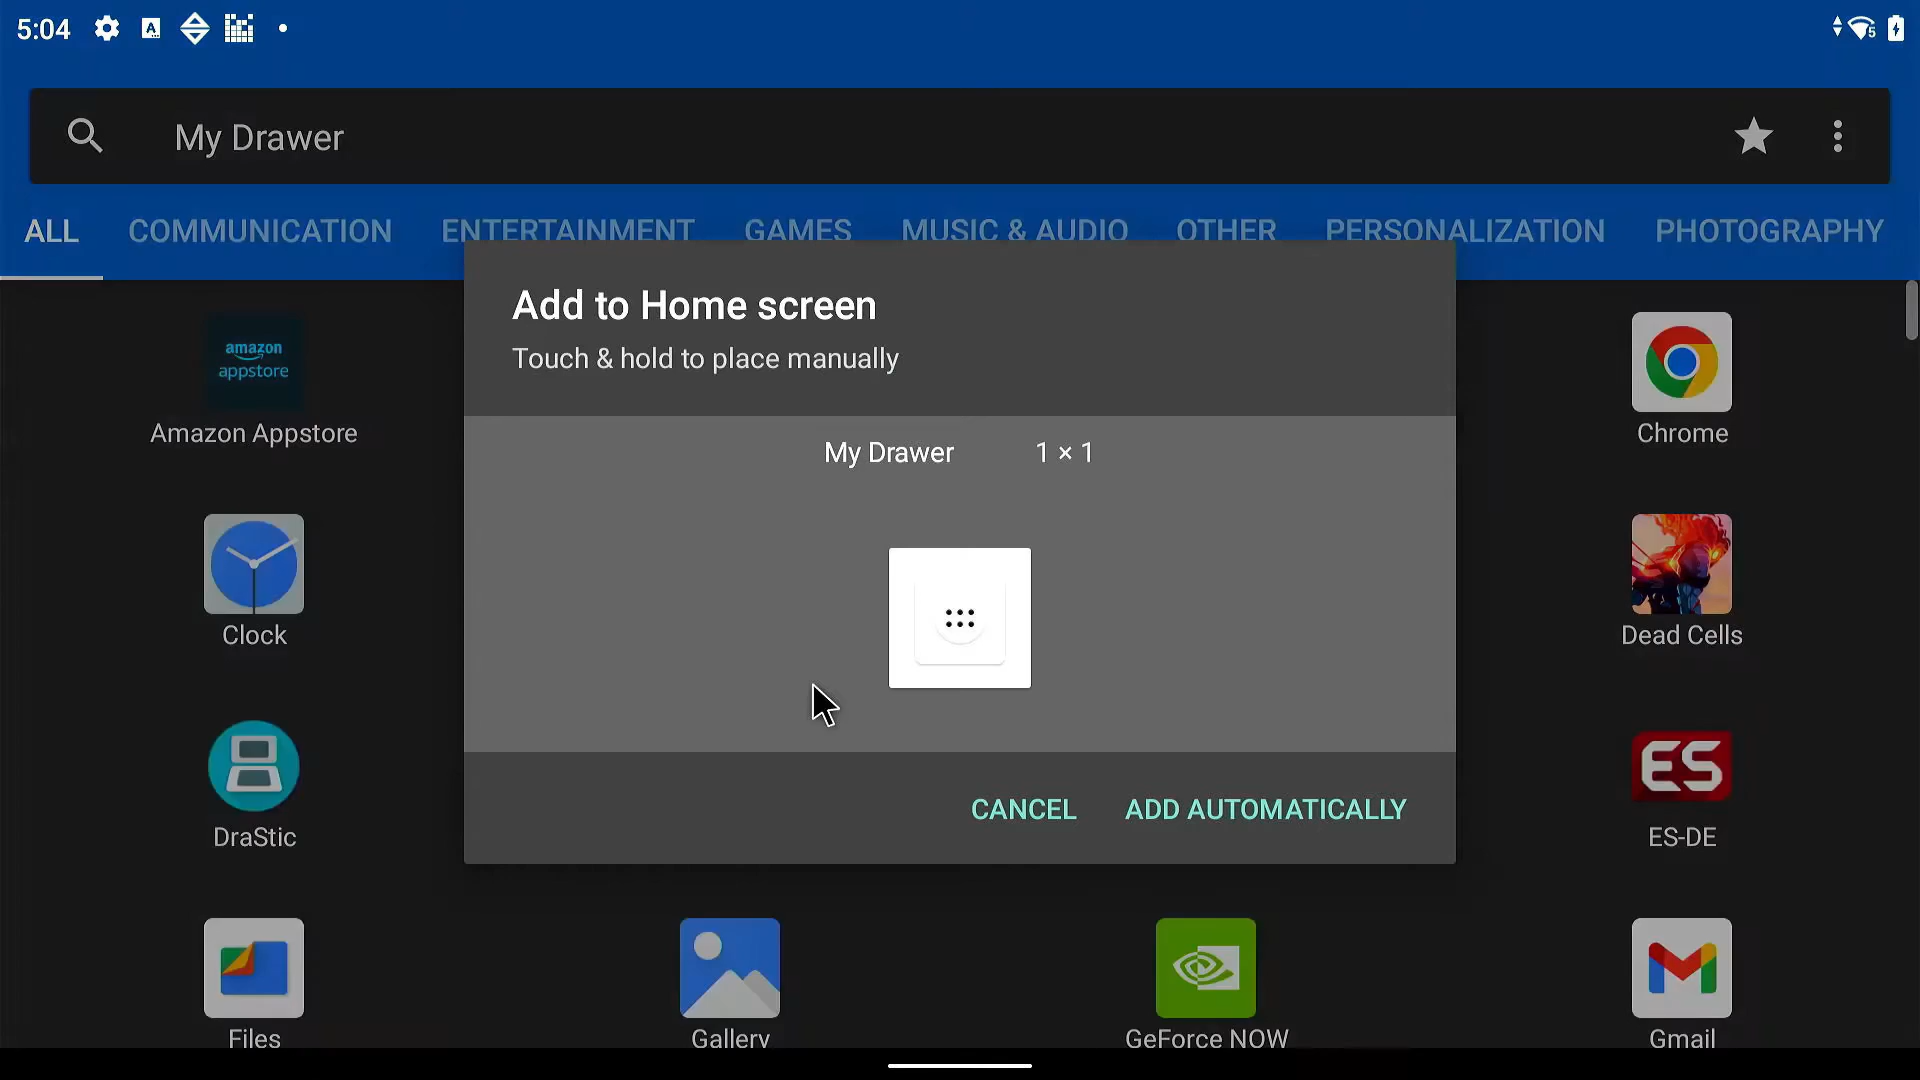 5:04
My Drawer
ALL COMMUNICATION ENTERTAINMENT GAMES MUSIC & AUDIO OTHER PERSONALIZATION PHOTOGRAPHY
Add to Home screen
Touch & hold to place manually
My Drawer 1 × 1
CANCEL ADD AUTOMATICALLY
amazon
appstore
Amazon Appstore
Chrome
Clock
Dead Cells
DraStic
ES
ES-DE
Files
Gallery
GeForce NOW
Gmail